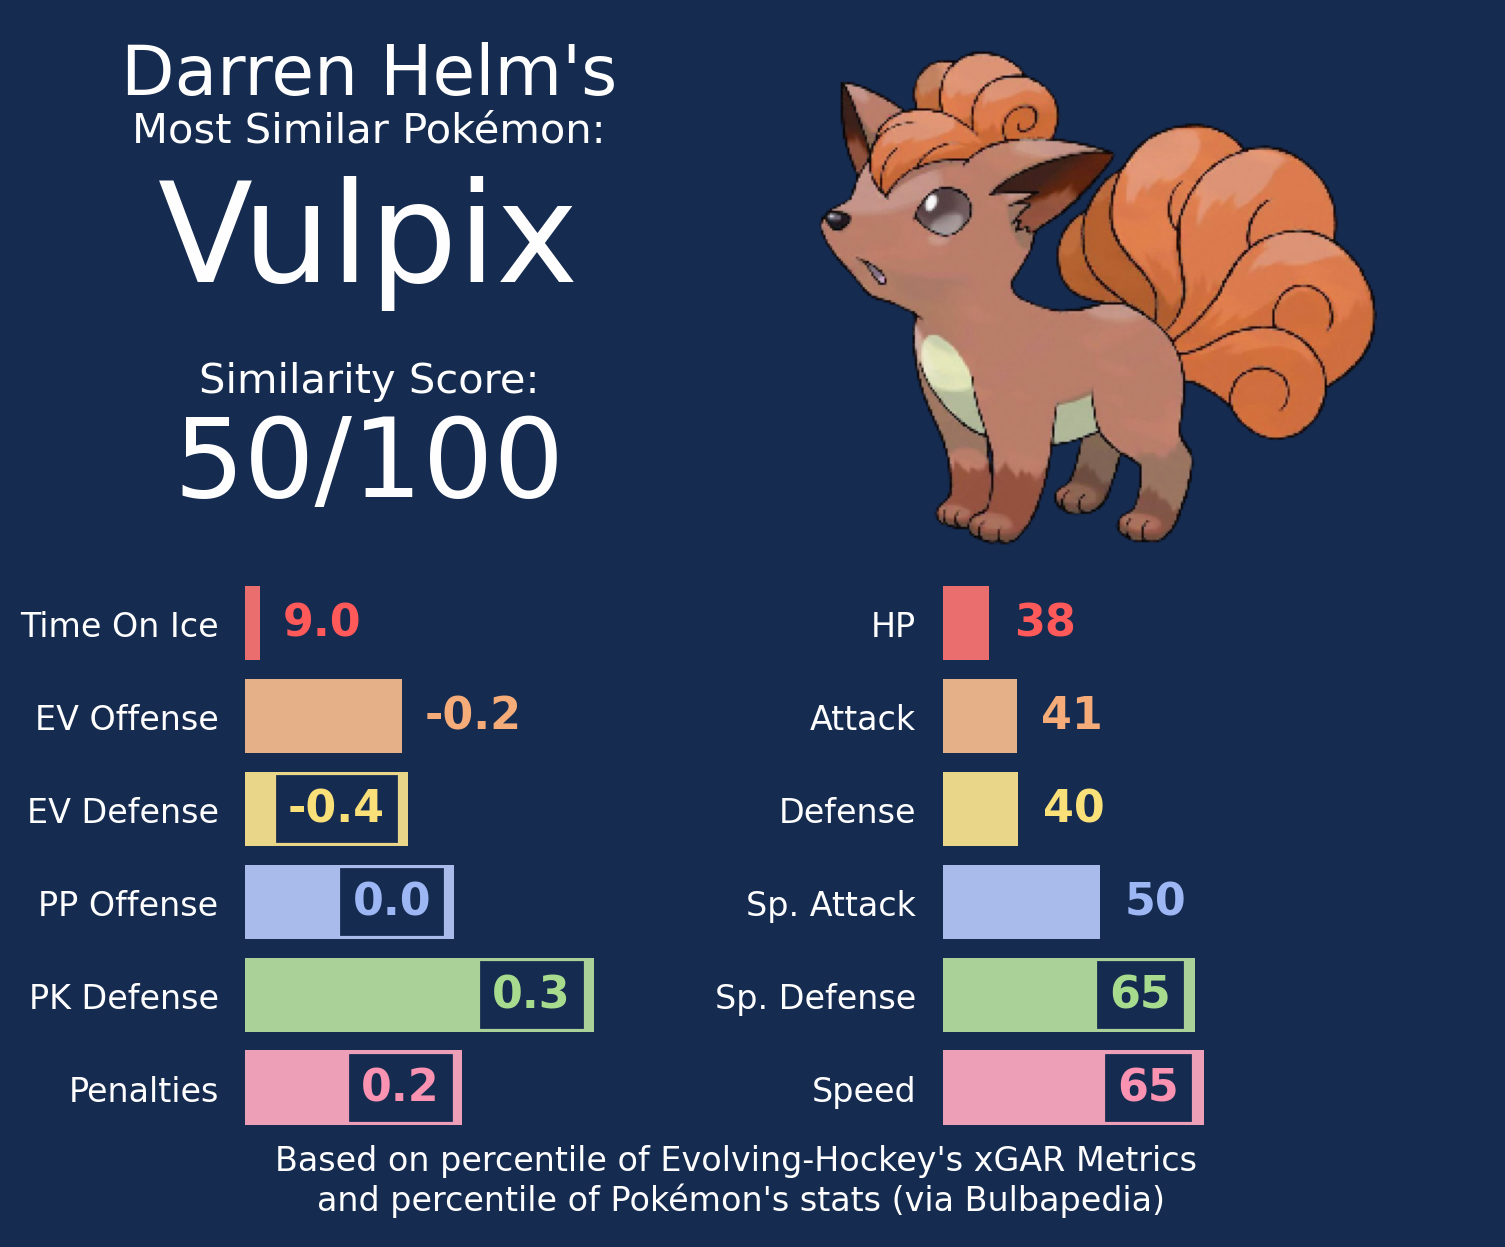 Darren Helm's
Most Similar Pokémon:
Vulpix
Similarity Score:
50/100
Time On Ice 9.0
EV Offense -0.2
EV Defense -0.4
PP Offense 0.0
PK Defense 0.3
Penalties 0.2
HP 38
Attack 41
Defense 40
Sp. Attack 50
Sp. Defense 65
Speed 65
Based on percentile of Evolving-Hockey's xGAR Metrics
and percentile of Pokémon's stats (via Bulbapedia)